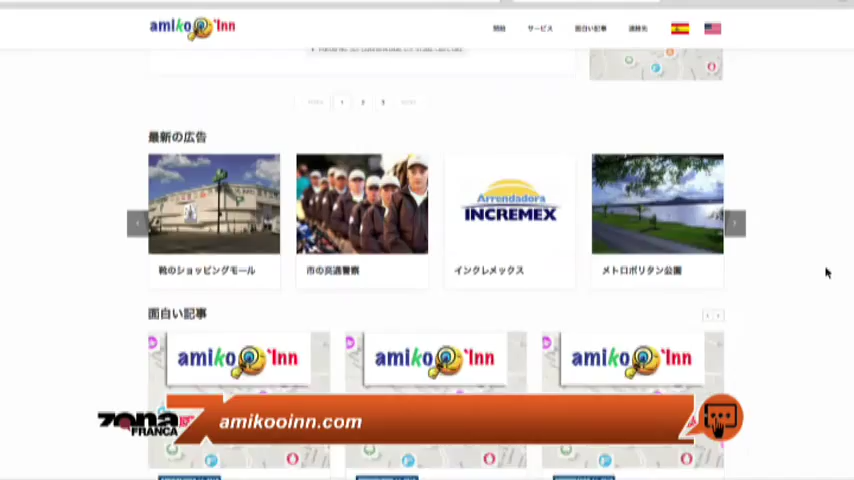 amiko Inn
開始 サービス 面白い記事 連絡先
1 2 3
最新の広告
Arrendadora
INCREMEX
靴のショッピングモール
市の交通警察
インクレメックス
メトロポリタン公園
面白い記事
amiko 'Inn
amiko 'Inn
amiko 'Inn
ZONA
FRANCA
amikooinn.com